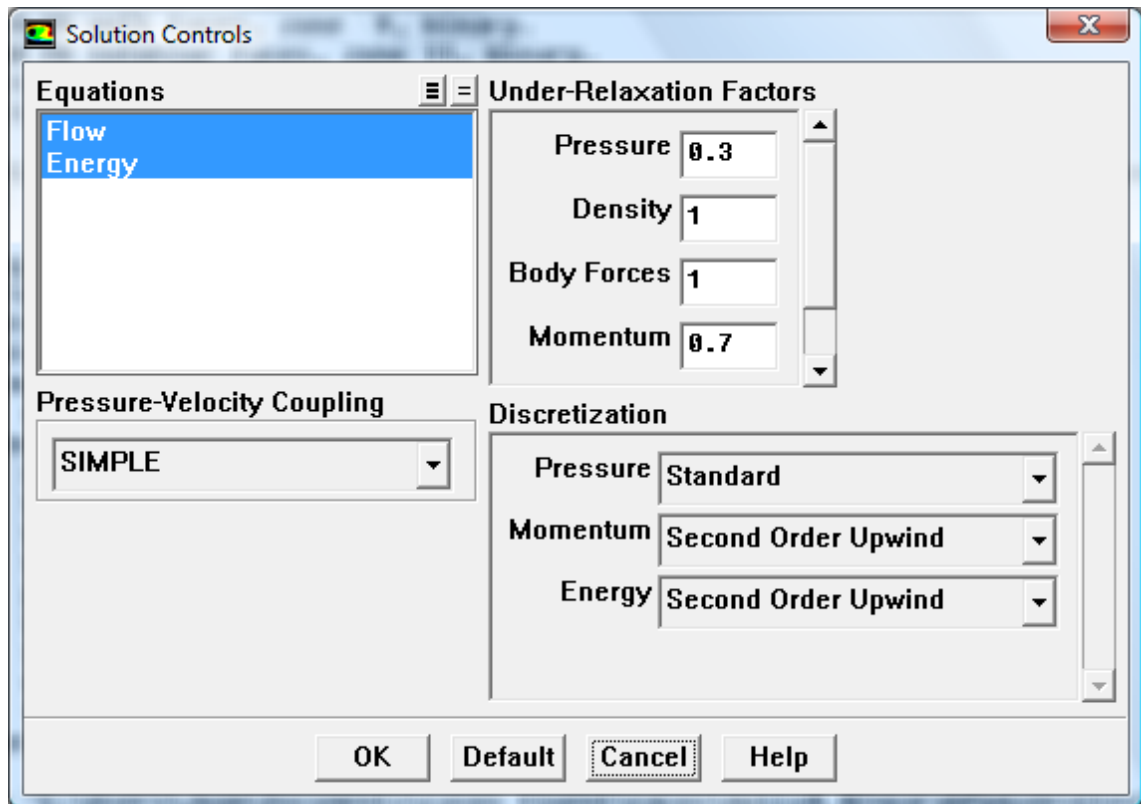 Solution Controls
Equations
Flow
Energy
Pressure-Velocity Coupling
SIMPLE
Under-Relaxation Factors
Pressure 0.3
Density 1
Body Forces 1
Momentum 0.7
Discretization
Pressure Standard
Momentum Second Order Upwind
Energy Second Order Upwind
OK Default Cancel Help